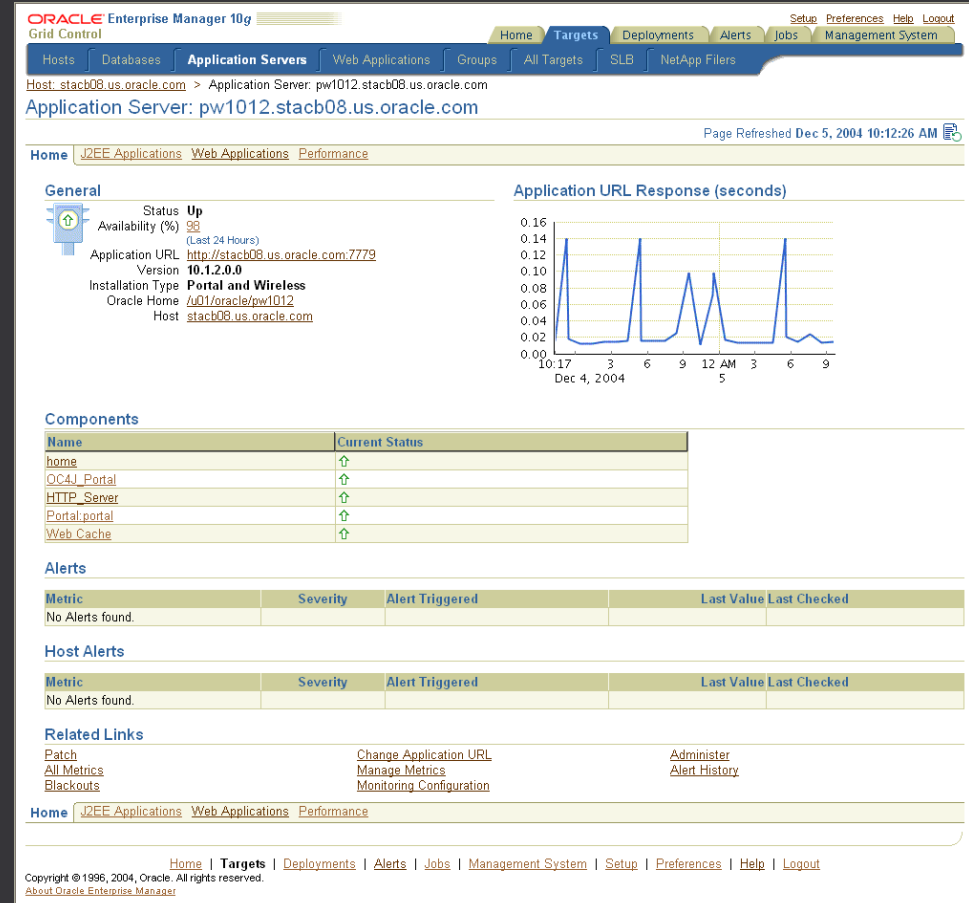 ORACLE Enterprise Manager 10g
Grid Control
Setup Preferences Help Logout
Home Targets Deployments Alerts Jobs Management System
Hosts Databases Application Servers Web Applications Groups All Targets SLB NetApp Filers
Host: stacb08.us.oracle.com > Application Server: pw1012.stacb08.us.oracle.com
Application Server: pw1012.stacb08.us.oracle.com
Page Refreshed Dec 5, 2004 10:12:26 AM
Home J2EE Applications Web Applications Performance
General
Status Up
Availability (%) 98
(Last 24 Hours)
Application URL http://stacb08.us.oracle.com:7779
Version 10.1.2.0.0
Installation Type Portal and Wireless
Oracle Home /u01/oracle/pw1012
Host stacb08.us.oracle.com
Application URL Response (seconds)
0.16
0.14
0.12
0.10
0.08
0.06
0.04
0.02
0.00
10:17 3 6 9 12 AM 3 6 9
Dec 4, 2004 5
Components
Name Current Status
home
OC4J_Portal
HTTP_Server
Portal:portal
Web Cache
Alerts
Metric Severity Alert Triggered Last Value Last Checked
No Alerts found.
Host Alerts
Metric Severity Alert Triggered Last Value Last Checked
No Alerts found.
Related Links
Patch Change Application URL Administer
All Metrics Manage Metrics Alert History
Blackouts Monitoring Configuration
Home J2EE Applications Web Applications Performance
Home | Targets | Deployments | Alerts | Jobs | Management System | Setup | Preferences | Help | Logout
Copyright © 1996, 2004, Oracle. All rights reserved.
About Oracle Enterprise Manager